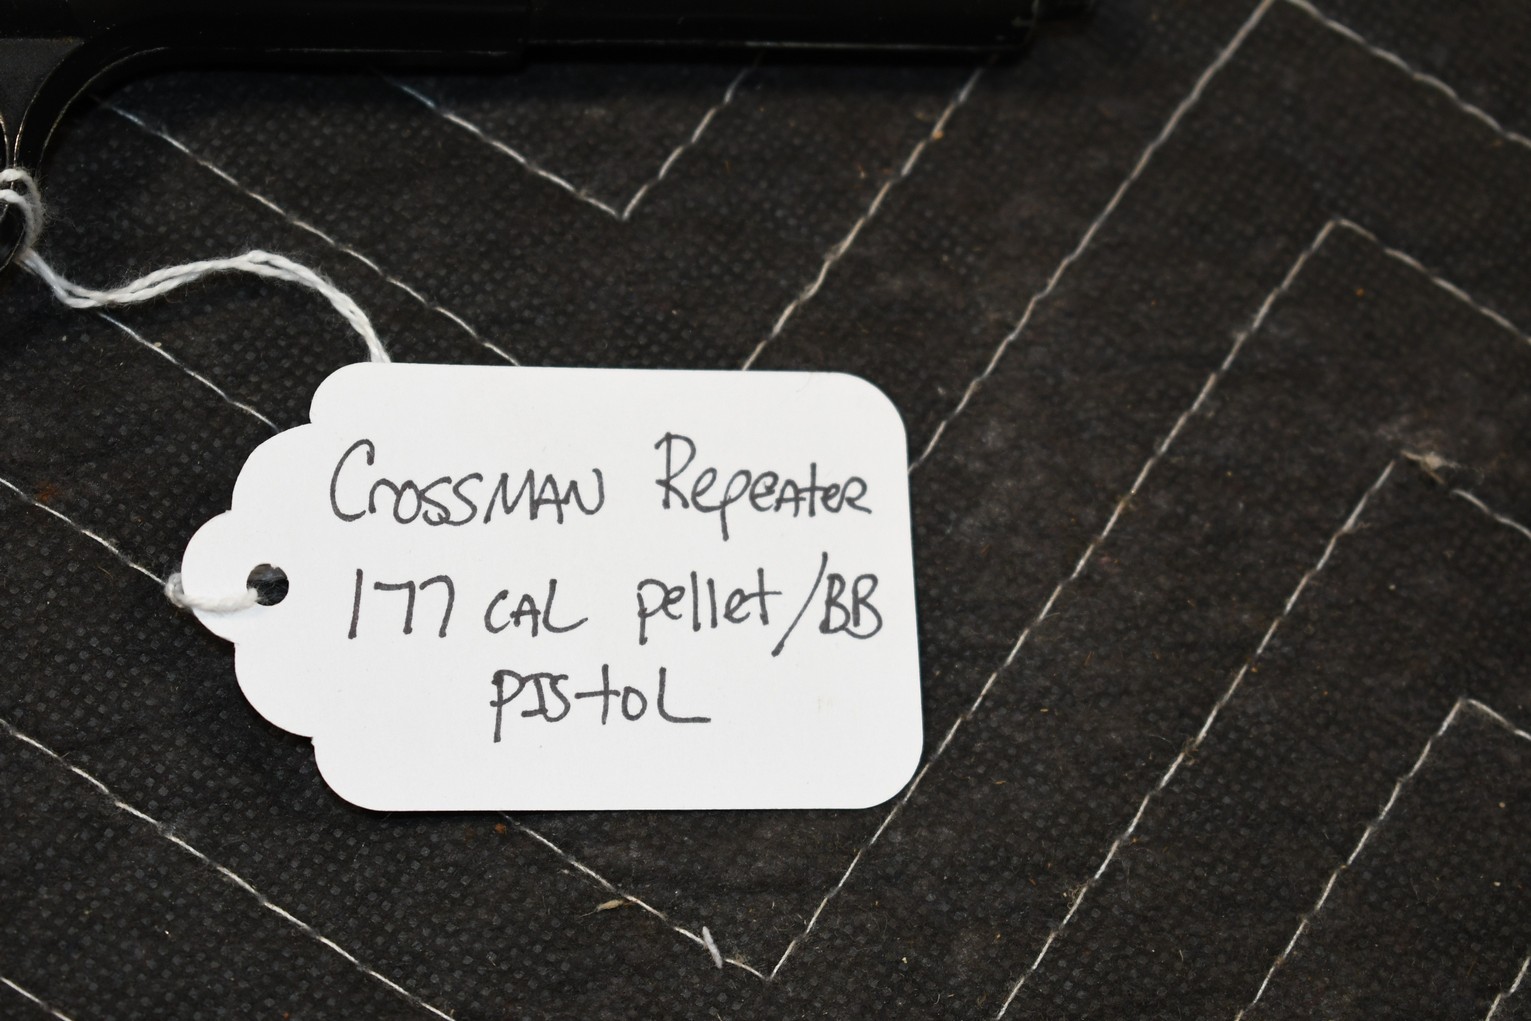 CrossMAN RepeAteR
177 CAL pellet/BB
pIstoL